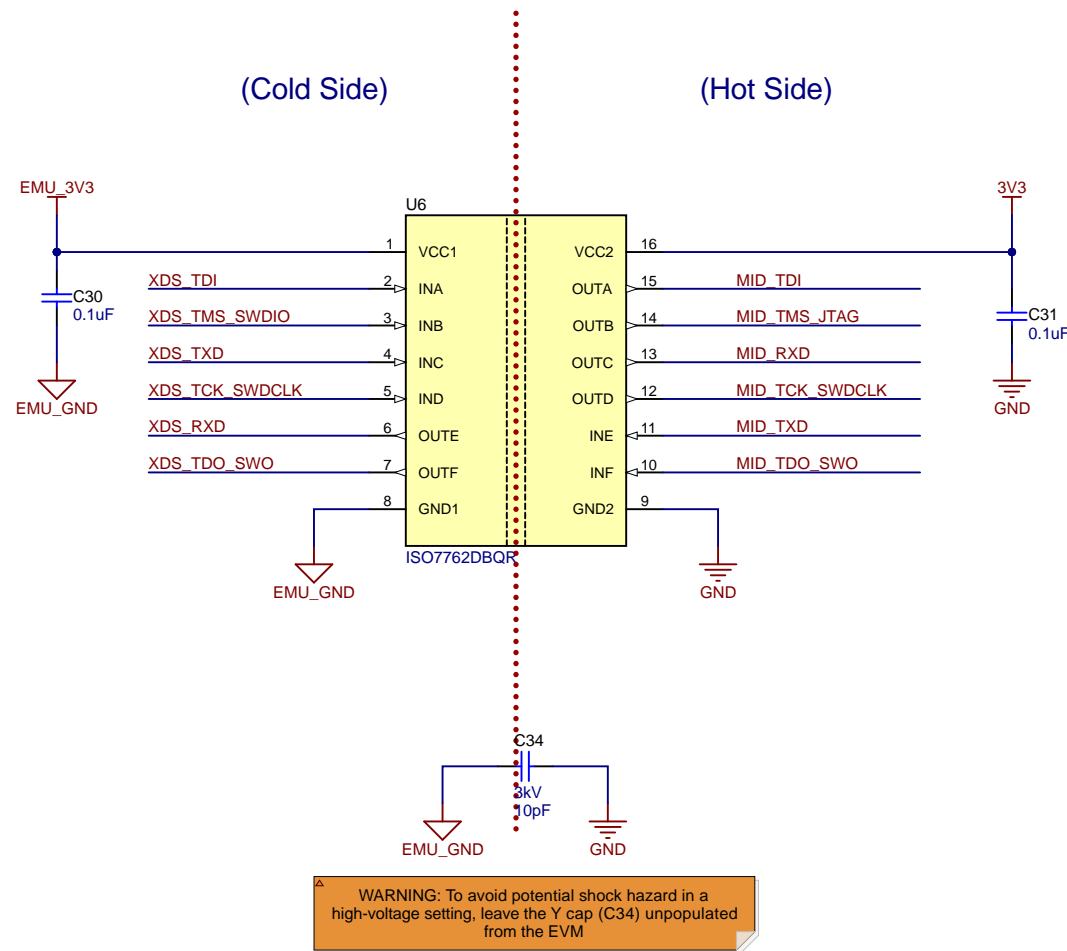 (Cold Side)
(Hot Side)
EMU_3V3
3V3
U6
1
VCC1
VCC2
16
XDS_TDI
2
INA
OUTA
15
MID_TDI
C30
0.1uF
XDS_TMS_SWDIO
3
INB
OUTB
14
MID_TMS_JTAG
C31
0.1uF
XDS_TXD
4
INC
OUTC
13
MID_RXD
XDS_TCK_SWDCLK
5
IND
OUTD
12
MID_TCK_SWDCLK
EMU_GND
GND
XDS_RXD
6
OUTE
INE
11
MID_TXD
XDS_TDO_SWO
7
OUTF
INF
10
MID_TDO_SWO
8
GND1
GND2
9
ISO7762DBQR
EMU_GND
GND
C34
3kV
10pF
EMU_GND
GND
WARNING: To avoid potential shock hazard in a
high-voltage setting, leave the Y cap (C34) unpopulated
from the EVM